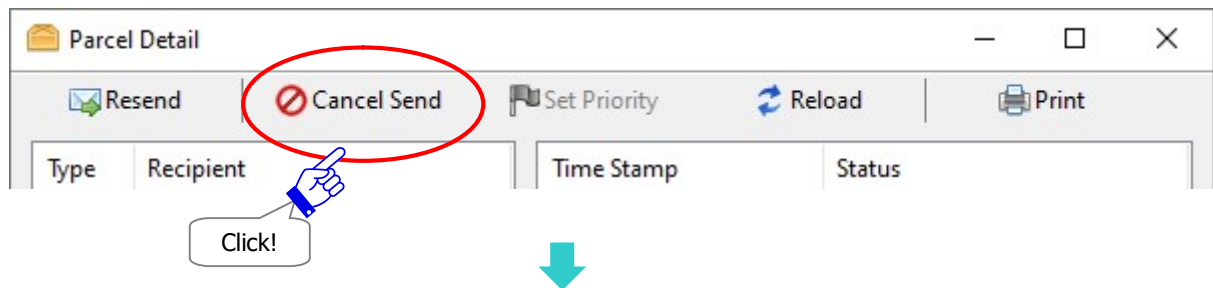 Parcel Detail
Resend Cancel Send Set Priority Reload Print
Type Recipient Time Stamp Status
Click!